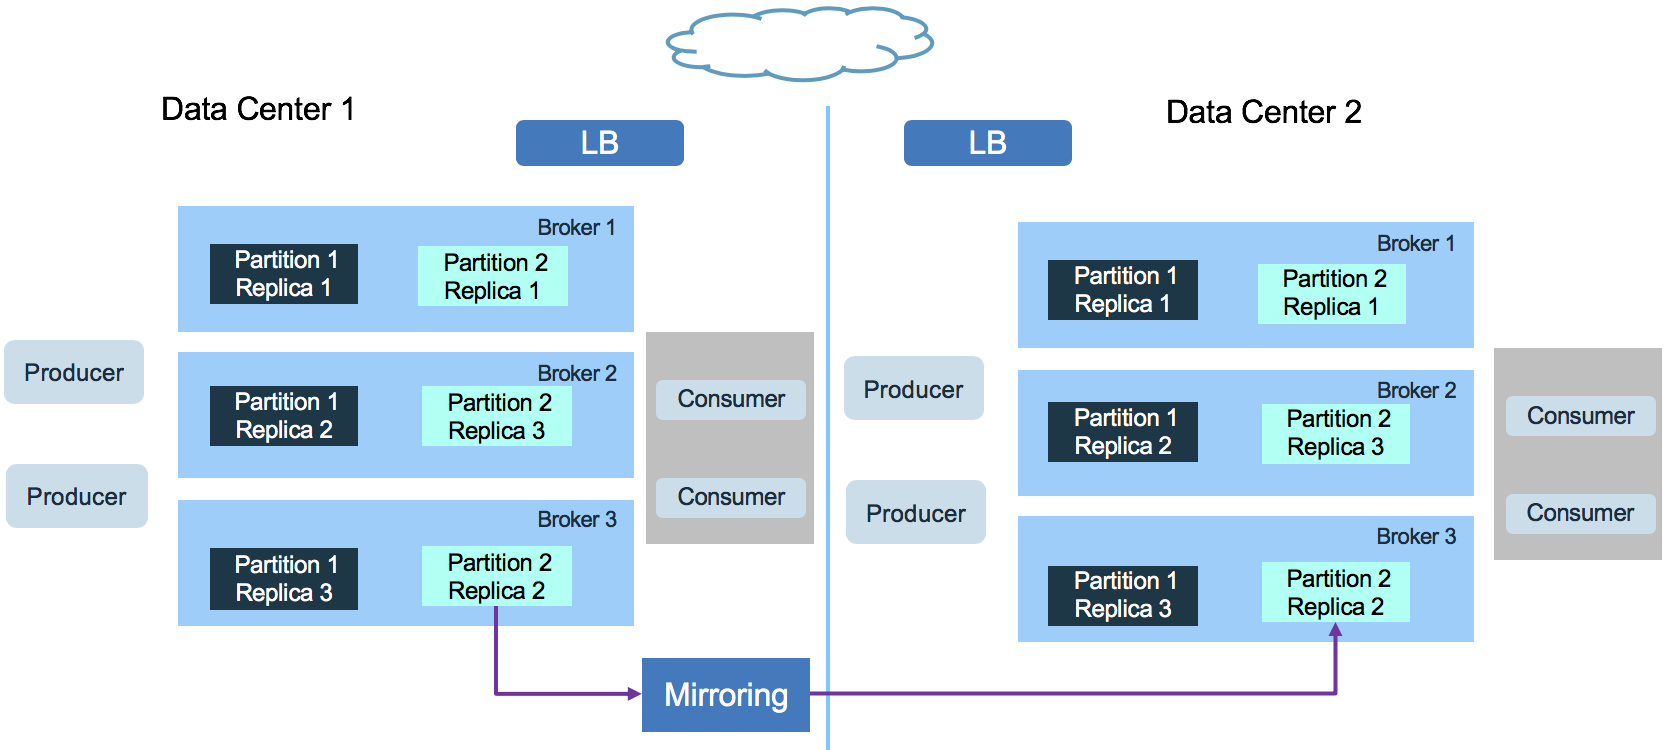 Data Center 1
LB
Broker 1
Partition 1
Replica 1
Partition 2
Replica 1
Producer
Broker 2
Partition 1
Replica 2
Partition 2
Replica 3
Consumer
Producer
Consumer
Broker 3
Partition 1
Replica 3
Partition 2
Replica 2
Mirroring
Data Center 2
LB
Broker 1
Partition 1
Replica 1
Partition 2
Replica 1
Producer
Broker 2
Partition 1
Replica 2
Partition 2
Replica 3
Consumer
Producer
Consumer
Broker 3
Partition 1
Replica 3
Partition 2
Replica 2